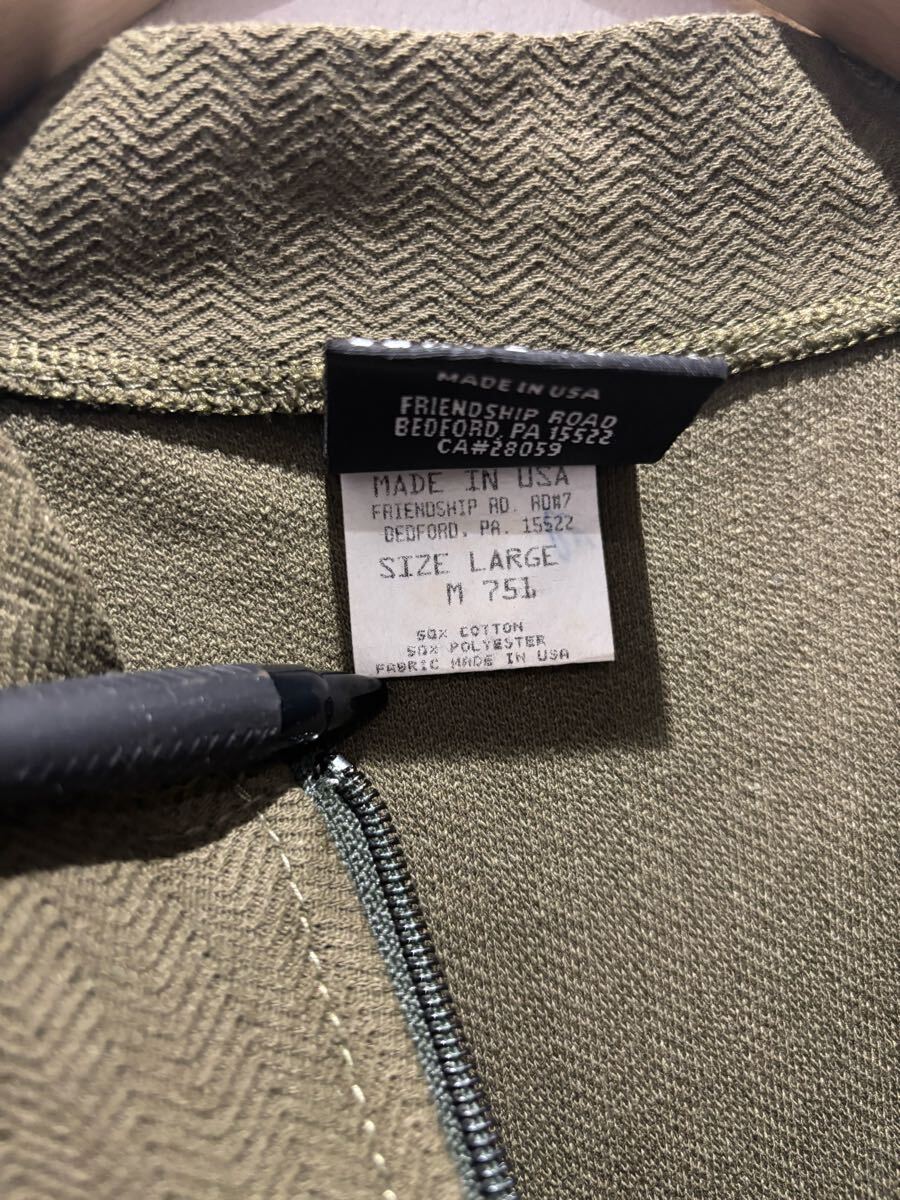 MADE IN USA
FRIENDSHIP ROAD
BEDFORD, PA 15522
CA#28059
MADE IN USA
FRIENDSHIP RD. RD#7
BEDFORD, PA. 15522
SIZE LARGE
M 751
50% COTTON
50% POLYESTER
FABRIC MADE IN USA